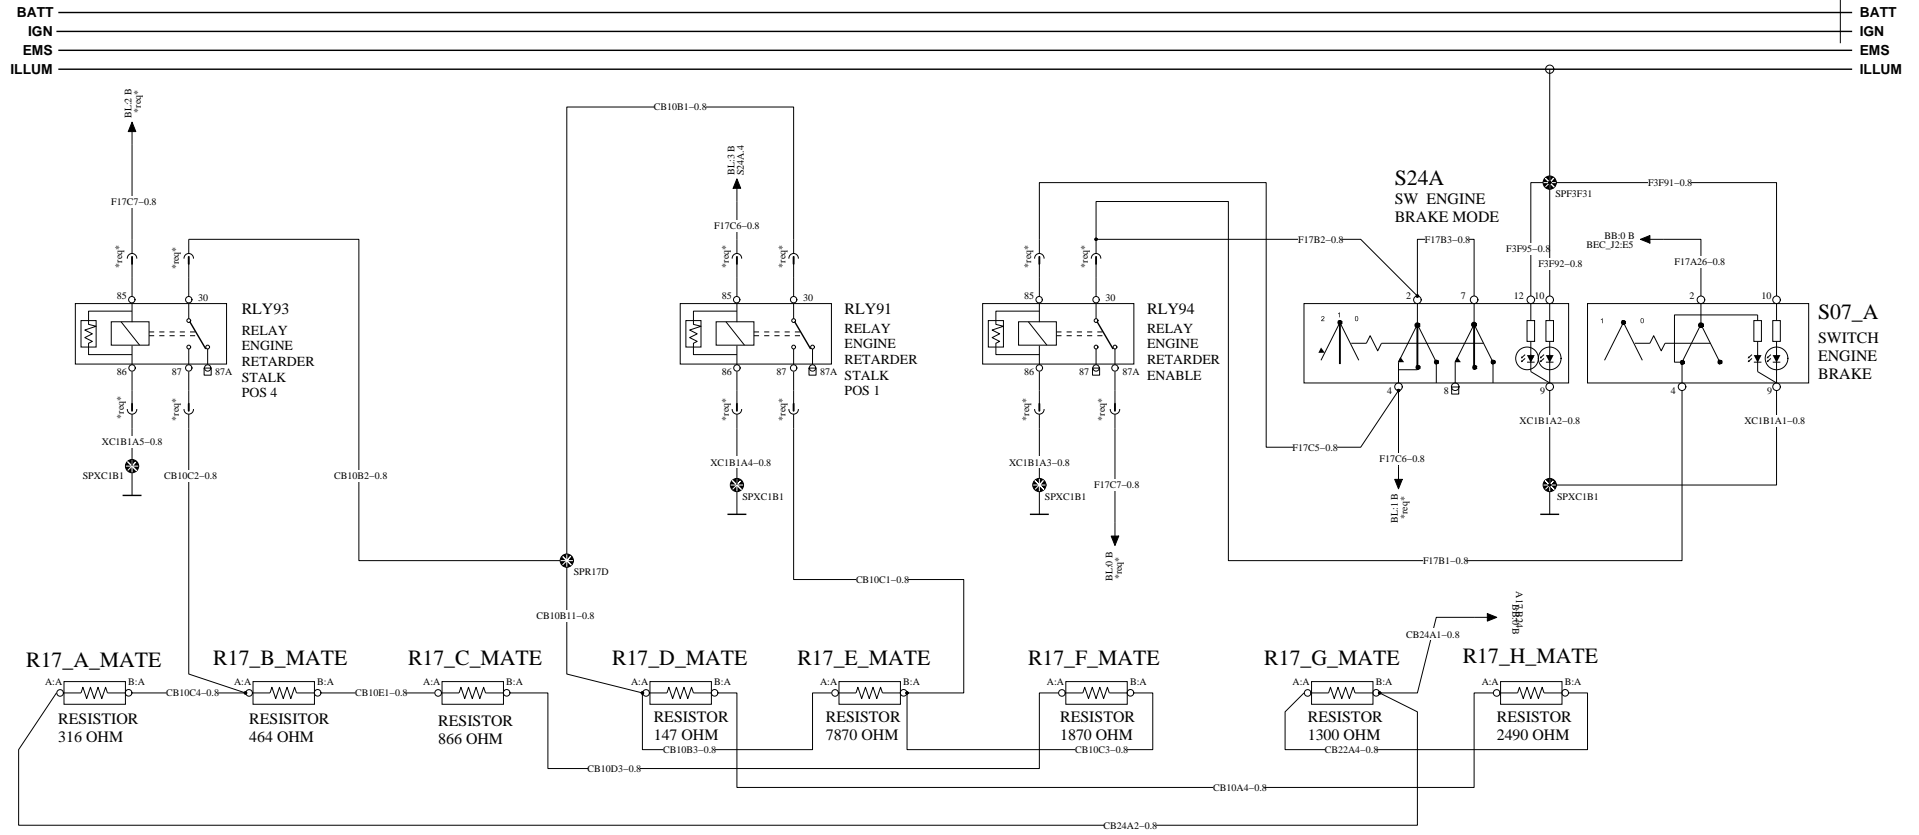 BATT BATT
IGN IGN
EMS EMS
ILLUM ILLUM
BL:2 B
*req*
CB10B1-0.8
BL:3 B
S24A.4
S24A
SW ENGINE
BRAKE MODE
SPF3F31
F3F91-0.8
F17C7-0.8
F17C6-0.8
F17B2-0.8
F17B3-0.8
F3F95-0.8
F3F92-0.8
BB:0 B
BEC_J2:E5
F17A26-0.8
*req* *req* *req* *req* *req* *req*
85 30 85 30 85 30 2 7 12 10 2 10
RLY93
RELAY
ENGINE
RETARDER
STALK
POS 4
RLY91
RELAY
ENGINE
RETARDER
STALK
POS 1
RLY94
RELAY
ENGINE
RETARDER
ENABLE
2 1 0
1 0
S07_A
SWITCH
ENGINE
BRAKE
86 87 87A 86 87 87A 86 87 87A 4 8 9 4 9
*req* *req* *req* *req* *req* *req*
XC1B1A5-0.8
SPXC1B1
CB10C2-0.8
CB10B2-0.8
XC1B1A4-0.8
SPXC1B1
XC1B1A3-0.8
SPXC1B1
F17C7-0.8
BL:0 B
*req*
F17C5-0.8
F17C6-0.8
BL:1 B
*req*
XC1B1A2-0.8
SPXC1B1
XC1B1A1-0.8
SPR17D
CB10C1-0.8
F17B1-0.8
CB10B11-0.8
CB24A1-0.8
R17_A_MATE R17_B_MATE R17_C_MATE R17_D_MATE R17_E_MATE R17_F_MATE R17_G_MATE R17_H_MATE
A:A B:A A:A B:A A:A B:A A:A B:A A:A B:A A:A B:A A:A B:A A:A B:A
CB10C4-0.8 CB10E1-0.8
RESISTIOR
316 OHM
RESISITOR
464 OHM
RESISTOR
866 OHM
RESISTOR
147 OHM
RESISTOR
7870 OHM
RESISTOR
1870 OHM
RESISTOR
1300 OHM
RESISTOR
2490 OHM
CB10B3-0.8 CB10C3-0.8 CB22A4-0.8
CB10D3-0.8
CB10A4-0.8
CB24A2-0.8